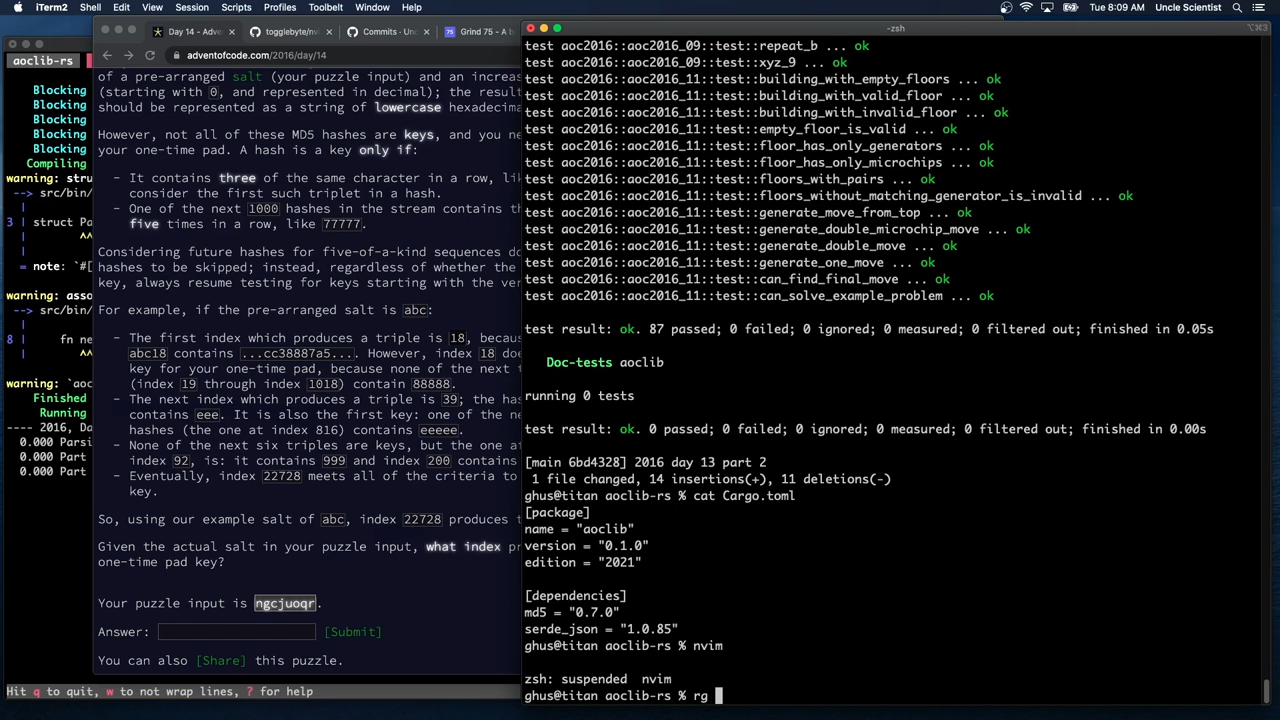 iTerm2 Shell Edit View Session Scripts Profiles Toolbelt Window Help
Tue 8:09 AM Uncle Scientist
Day 14 - Adv
togglebyte/nvi
Commits · Unc
Grind 75 - A b
adventofcode.com/2016/day/14
aoclib-rs
Blocking
Blocking
Blocking
Blocking
Blocking
Compiling
warning: stru
--> src/bin/
|
3 | struct Pa
| ^^
= note: `#[
warning: asso
--> src/bin/
|
8 | fn ne
| ^^
warning: `aoc
Finished
Running
---- 2016, Da
0.000 Parsi
0.000 Part
0.000 Part
Hit q to quit, w to not wrap lines, ? for help
of a pre-arranged salt (your puzzle input) and an increas
(starting with 0, and represented in decimal); the result
should be represented as a string of lowercase hexadecima
However, not all of these MD5 hashes are keys, and you ne
your one-time pad. A hash is a key only if:
- It contains three of the same character in a row, lik
consider the first such triplet in a hash.
- One of the next 1000 hashes in the stream contains th
five times in a row, like 77777.
Considering future hashes for five-of-a-kind sequences do
hashes to be skipped; instead, regardless of whether the
key, always resume testing for keys starting with the ver
For example, if the pre-arranged salt is abc:
- The first index which produces a triple is 18, becaus
abc18 contains ...cc38887a5.... However, index 18 doe
key for your one-time pad, because none of the next t
(index 19 through index 1018) contain 88888.
- The next index which produces a triple is 39; the has
contains eee. It is also the first key: one of the ne
hashes (the one at index 816) contains eeeee.
- None of the next six triples are keys, but the one af
index 92, is: it contains 999 and index 200 contains
- Eventually, index 22728 meets all of the criteria to
key.
So, using our example salt of abc, index 22728 produces t
Given the actual salt in your puzzle input, what index pr
one-time pad key?
Your puzzle input is ngcjuoqr.
Answer: [Submit]
You can also [Share] this puzzle.
-zsh
⌥⌘3
test aoc2016::aoc2016_09::test::repeat_b ... ok
test aoc2016::aoc2016_09::test::xyz_9 ... ok
test aoc2016::aoc2016_11::test::building_with_empty_floors ... ok
test aoc2016::aoc2016_11::test::building_with_valid_floor ... ok
test aoc2016::aoc2016_11::test::building_with_invalid_floor ... ok
test aoc2016::aoc2016_11::test::empty_floor_is_valid ... ok
test aoc2016::aoc2016_11::test::floor_has_only_generators ... ok
test aoc2016::aoc2016_11::test::floor_has_only_microchips ... ok
test aoc2016::aoc2016_11::test::floors_with_pairs ... ok
test aoc2016::aoc2016_11::test::floors_without_matching_generator_is_invalid ... ok
test aoc2016::aoc2016_11::test::generate_move_from_top ... ok
test aoc2016::aoc2016_11::test::generate_double_microchip_move ... ok
test aoc2016::aoc2016_11::test::generate_double_move ... ok
test aoc2016::aoc2016_11::test::generate_one_move ... ok
test aoc2016::aoc2016_11::test::can_find_final_move ... ok
test aoc2016::aoc2016_11::test::can_solve_example_problem ... ok
test result: ok. 87 passed; 0 failed; 0 ignored; 0 measured; 0 filtered out; finished in 0.05s
Doc-tests aoclib
running 0 tests
test result: ok. 0 passed; 0 failed; 0 ignored; 0 measured; 0 filtered out; finished in 0.00s
[main 6bd4328] 2016 day 13 part 2
1 file changed, 14 insertions(+), 11 deletions(-)
ghus@titan aoclib-rs % cat Cargo.toml
[package]
name = "aoclib"
version = "0.1.0"
edition = "2021"
[dependencies]
md5 = "0.7.0"
serde_json = "1.0.85"
ghus@titan aoclib-rs % nvim
zsh: suspended nvim
ghus@titan aoclib-rs % rg